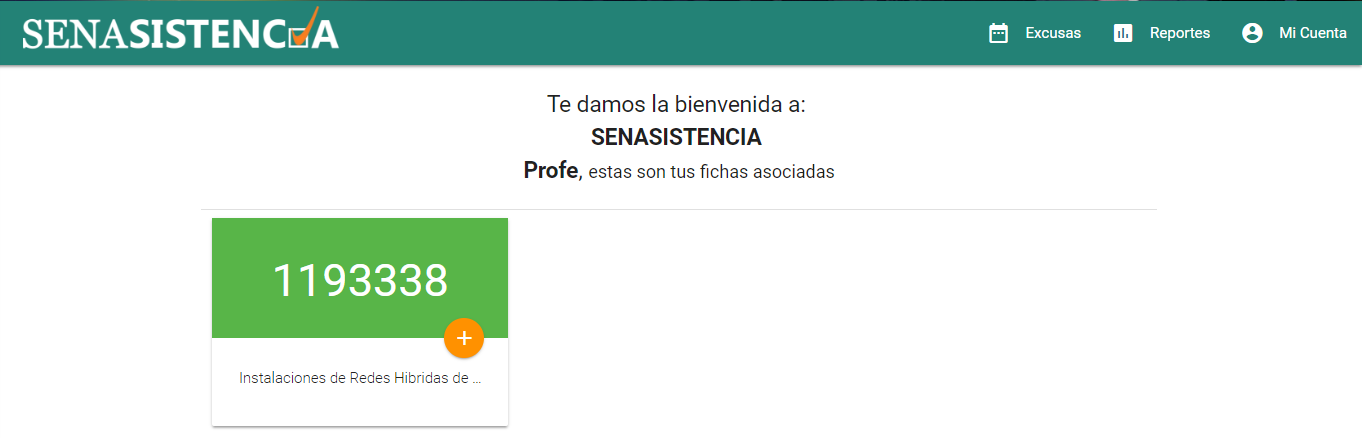 SENASISTENCIA
Excusas
Reportes
Mi Cuenta
Te damos la bienvenida a:
SENASISTENCIA
Profe, estas son tus fichas asociadas
1193338
+
Instalaciones de Redes Hibridas de ...